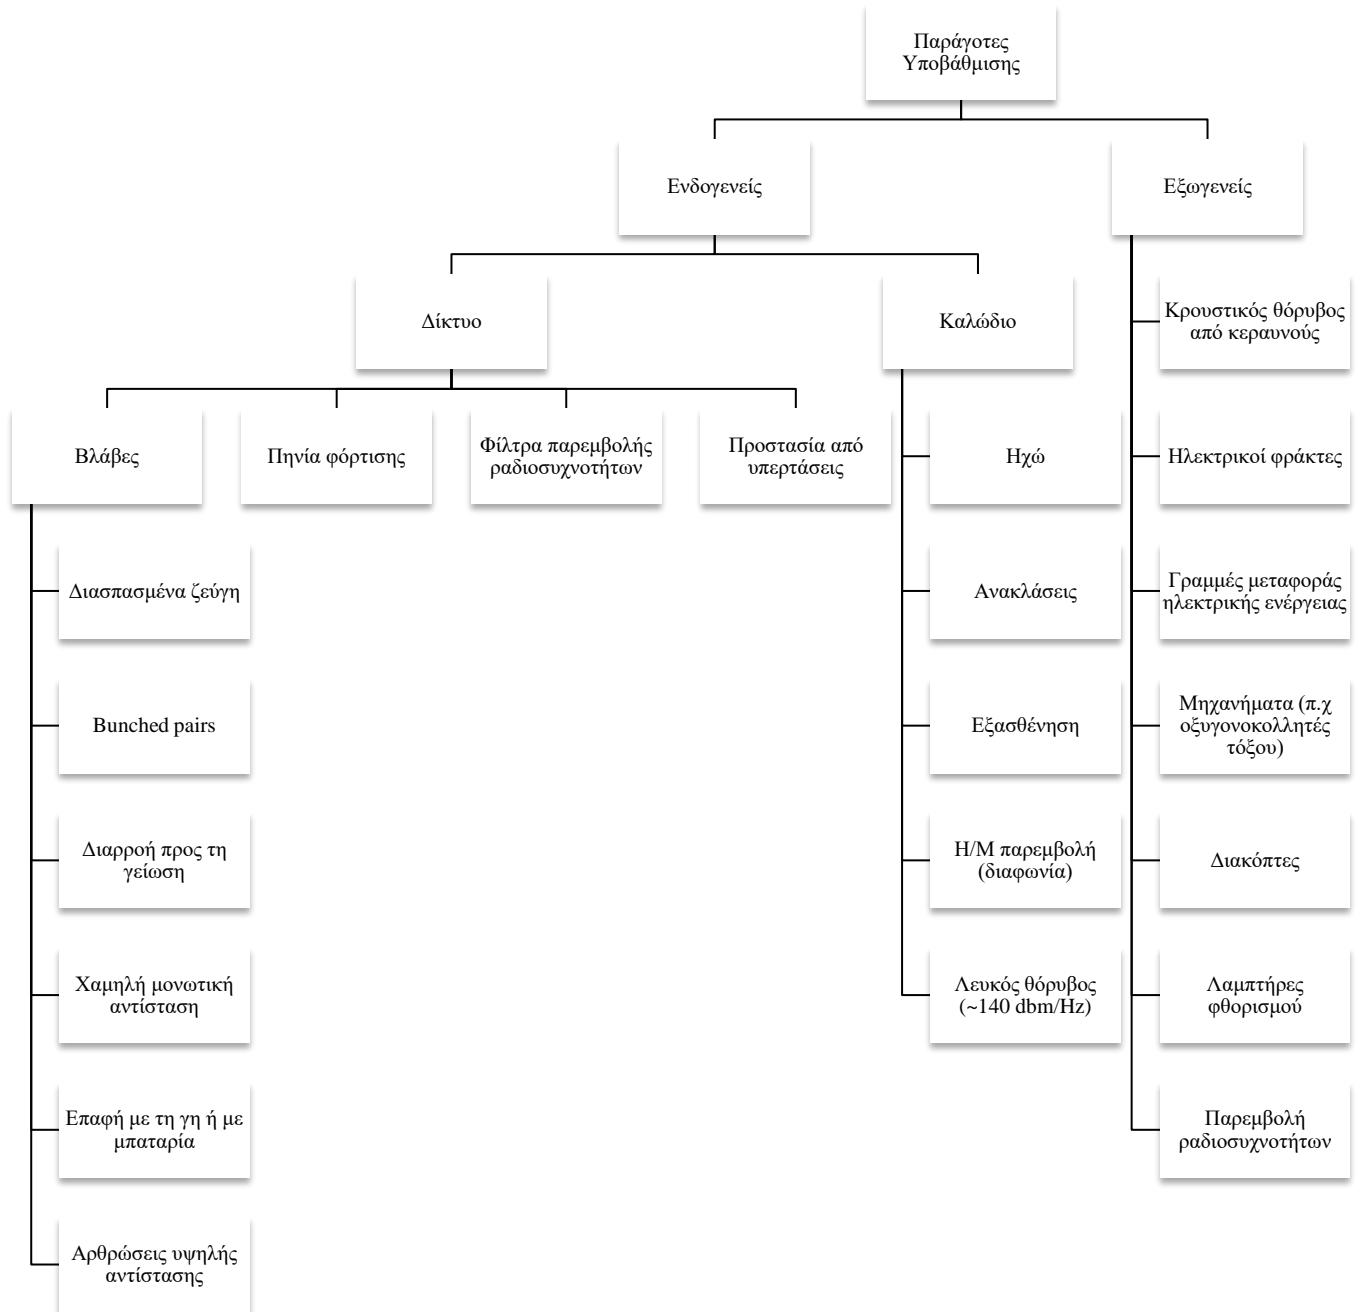 Παράγοτες
Υποβάθμισης
Ενδογενείς
Εξωγενείς
Δίκτυο
Καλώδιο
Κρουστικός θόρυβος
από κεραυνούς
Βλάβες
Πηνία φόρτισης
Φίλτρα παρεμβολής
ραδιοσυχνοτήτων
Προστασία από
υπερτάσεις
Ηχώ
Ηλεκτρικοί φράκτες
Διασπασμένα ζεύγη
Ανακλάσεις
Γραμμές μεταφοράς
ηλεκτρικής ενέργειας
Bunched pairs
Εξασθένηση
Μηχανήματα (π.χ
οξυγονοκολλητές
τόξου)
Διαρροή προς τη
γείωση
Η/Μ παρεμβολή
(διαφωνία)
Διακόπτες
Χαμηλή μονωτική
αντίσταση
Λευκός θόρυβος
(~140 dbm/Hz)
Λαμπτήρες
φθορισμού
Επαφή με τη γη ή με
μπαταρία
Παρεμβολή
ραδιοσυχνοτήτων
Αρθρώσεις υψηλής
αντίστασης